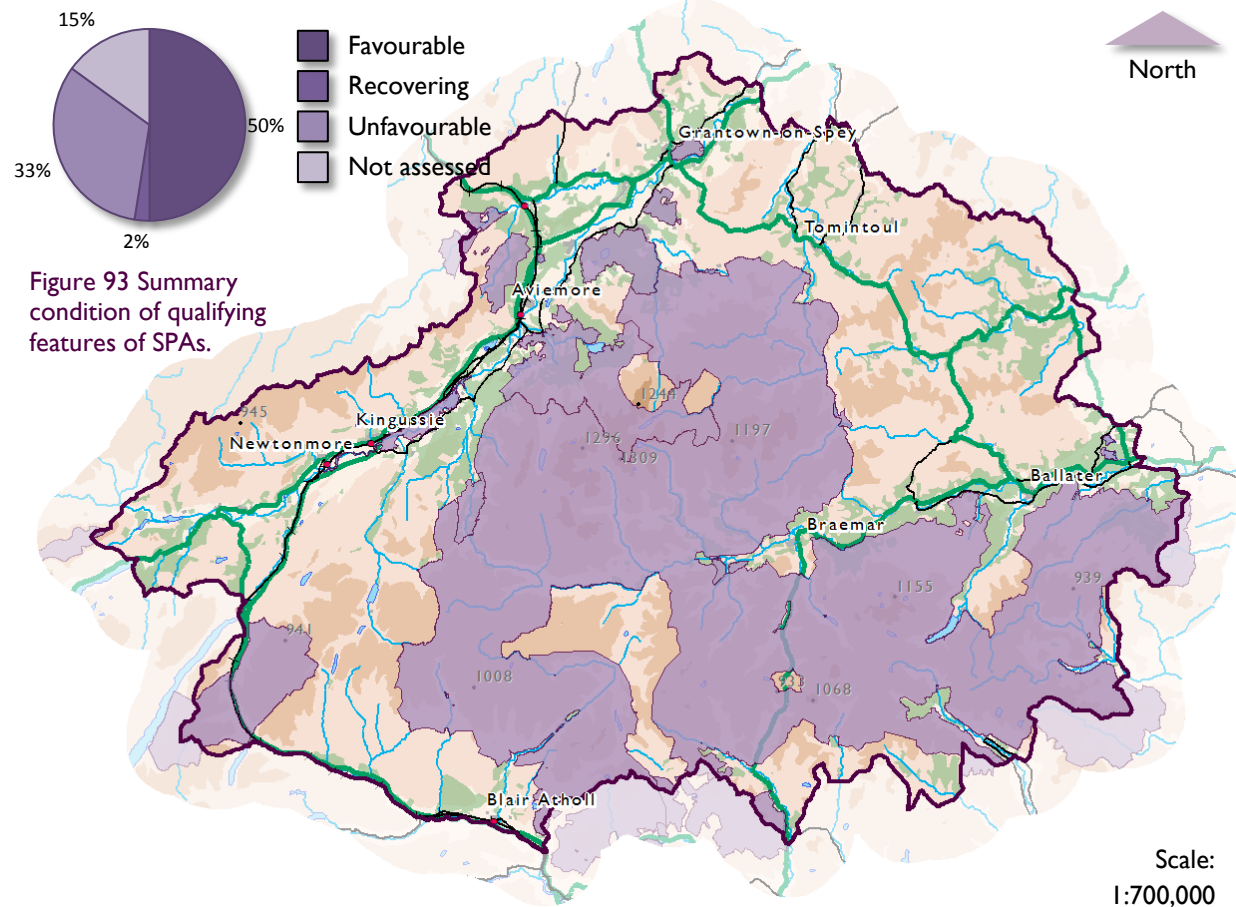 15%
50%
33%
2%
Favourable
Recovering
Unfavourable
Not assessed
Figure 93 Summary
condition of qualifying
features of SPAs.
North
Grantown-on-Spey
Tomintoul
Aviemore
1244
945
Kingussie
Newtonmore
1296
1197
1309
Ballater
Braemar
1155
939
941
1008
1068
Blair Atholl
Scale:
1:700,000